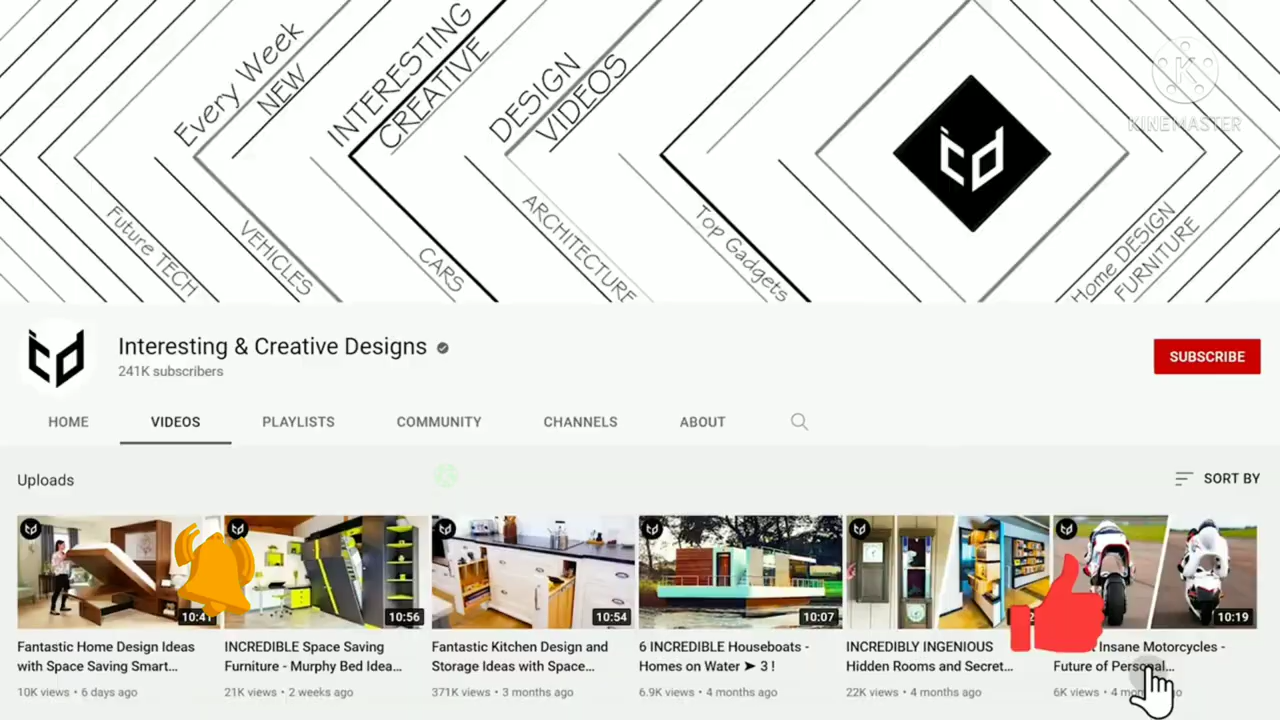 Every Week
NEW
INTERESTING
CREATIVE
DESIGN
VIDEOS
Future TECH
VEHICLES
CARS
ARCHITECTURE
Top Gadgets
Home DESIGN
FURNITURE
KINEMASTER
Interesting & Creative Designs
241K subscribers
SUBSCRIBE
HOME VIDEOS PLAYLISTS COMMUNITY CHANNELS ABOUT
Uploads
SORT BY
10:41 10:56 10:54 10:07 10:19
Fantastic Home Design Ideas
with Space Saving Smart...
10K views • 6 days ago
INCREDIBLE Space Saving
Furniture - Murphy Bed Idea...
21K views • 2 weeks ago
Fantastic Kitchen Design and
Storage Ideas with Space...
371K views • 3 months ago
6 INCREDIBLE Houseboats -
Homes on Water ➤ 3 !
6.9K views • 4 months ago
INCREDIBLY INGENIOUS
Hidden Rooms and Secret...
22K views • 4 months ago
Insane Motorcycles -
Future of Personal...
6K views • 4